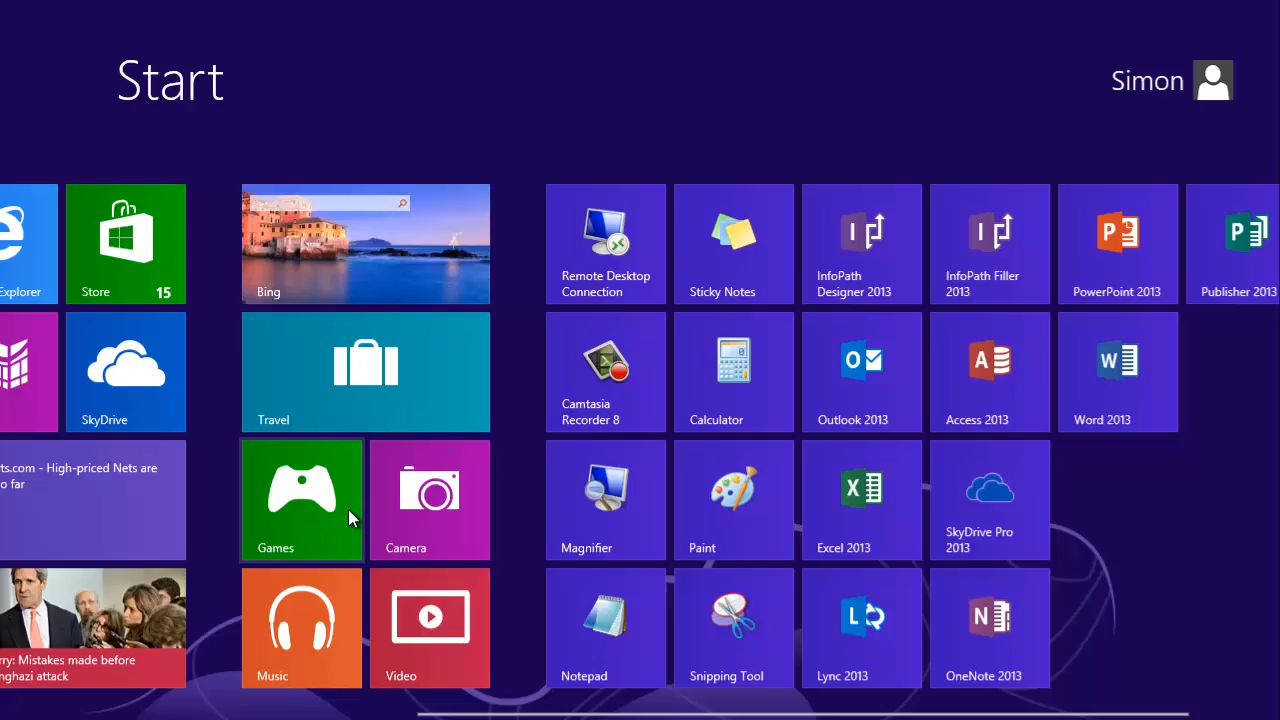 Start
Simon
Explorer
Store
15
SkyDrive
ts.com - High-priced Nets are
o far
rry: Mistakes made before
nghazi attack
Bing
Travel
Games
Camera
Music
Video
Remote Desktop
Connection
Sticky Notes
InfoPath
Designer 2013
InfoPath Filler
2013
PowerPoint 2013
Publisher 2013
Camtasia
Recorder 8
Calculator
Outlook 2013
Access 2013
Word 2013
Magnifier
Paint
Excel 2013
SkyDrive Pro
2013
Notepad
Snipping Tool
Lync 2013
OneNote 2013